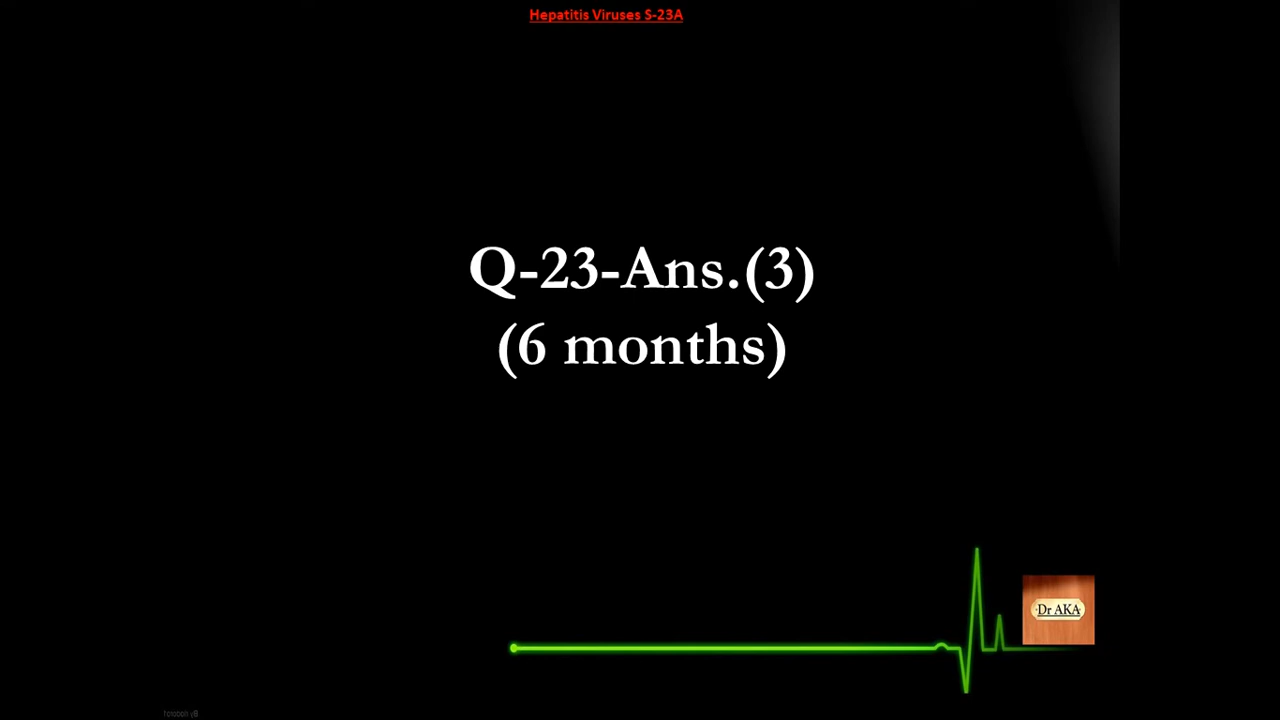 Hepatitis Viruses S-23A
Q-23-Ans.(3)
(6 months)
Dr AKA